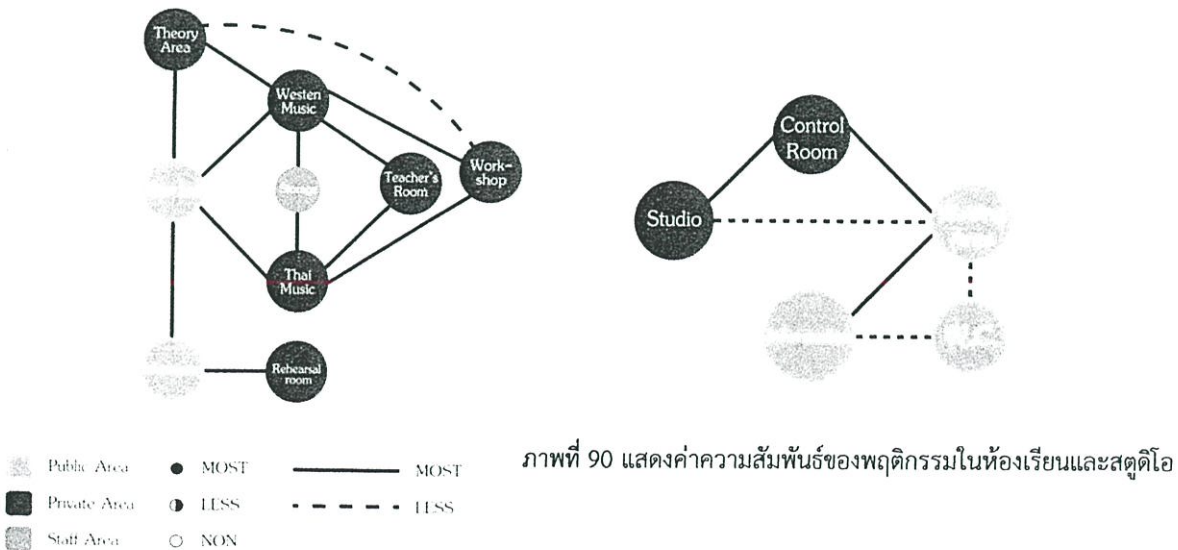 Theory
Area
Westen
Music
Teacher's
Room
Work-
shop
Thai
Music
Rehearsal
room
Control
Room
Studio
Public Area
MOST
MOST
Private Area
LESS
LESS
Staff Area
NON
ภาพที่ 90 แสดงค่าความสัมพันธ์ของพฤติกรรมในห้องเรียนและสตูดิโอ